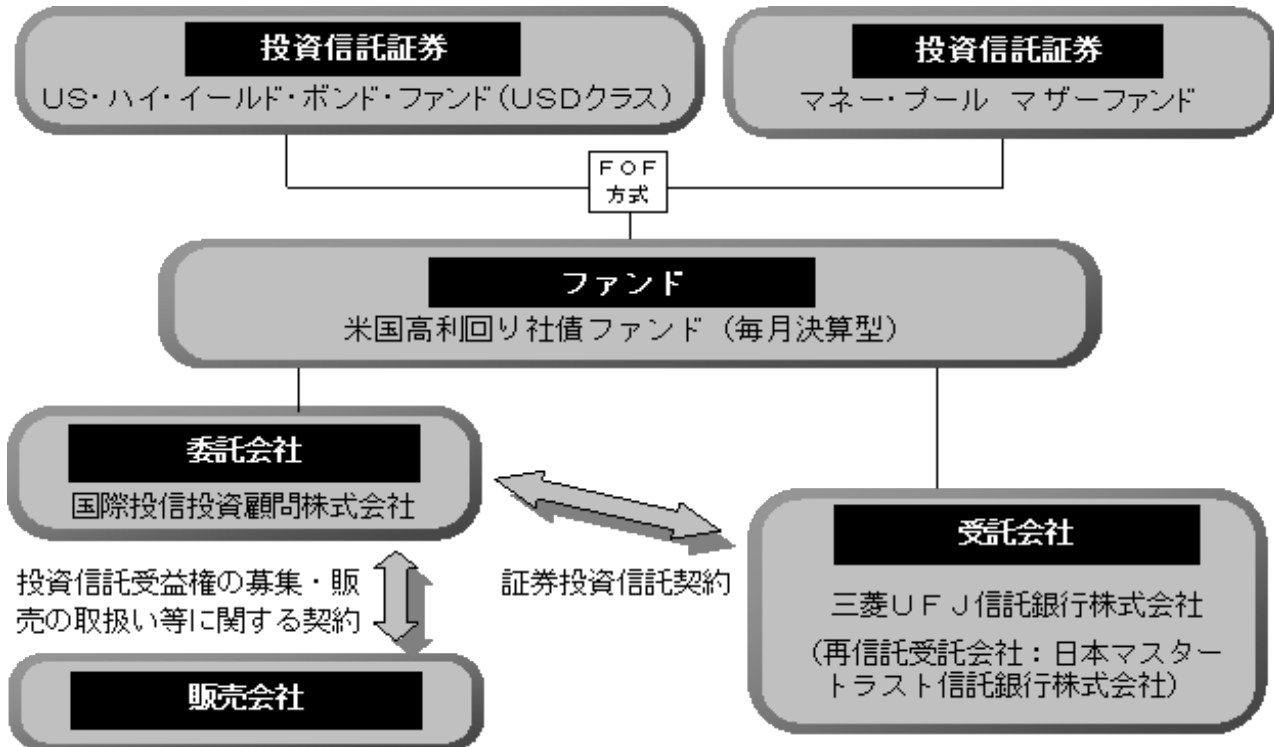 投資信託証券
US・ハイ・イールド・ボンド・ファンド(USDクラス)
投資信託証券
マネー・プール マザーファンド
FOF
方式
ファンド
米国高利回り社債ファンド(毎月決算型)
委託会社
国際投信投資顧問株式会社
投資信託受益権の募集・販
売の取扱い等に関する契約
証券投資信託契約
受託会社
三菱UFJ信託銀行株式会社
(再信託受託会社:日本マスター
トラスト信託銀行株式会社)
販売会社